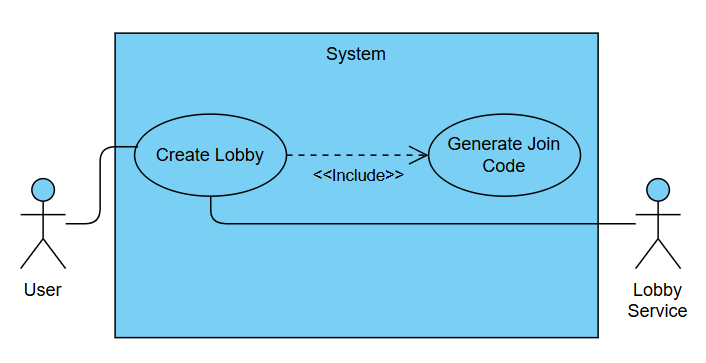 System
Create Lobby
Generate Join
Code
<<Include>>
User
Lobby
Service